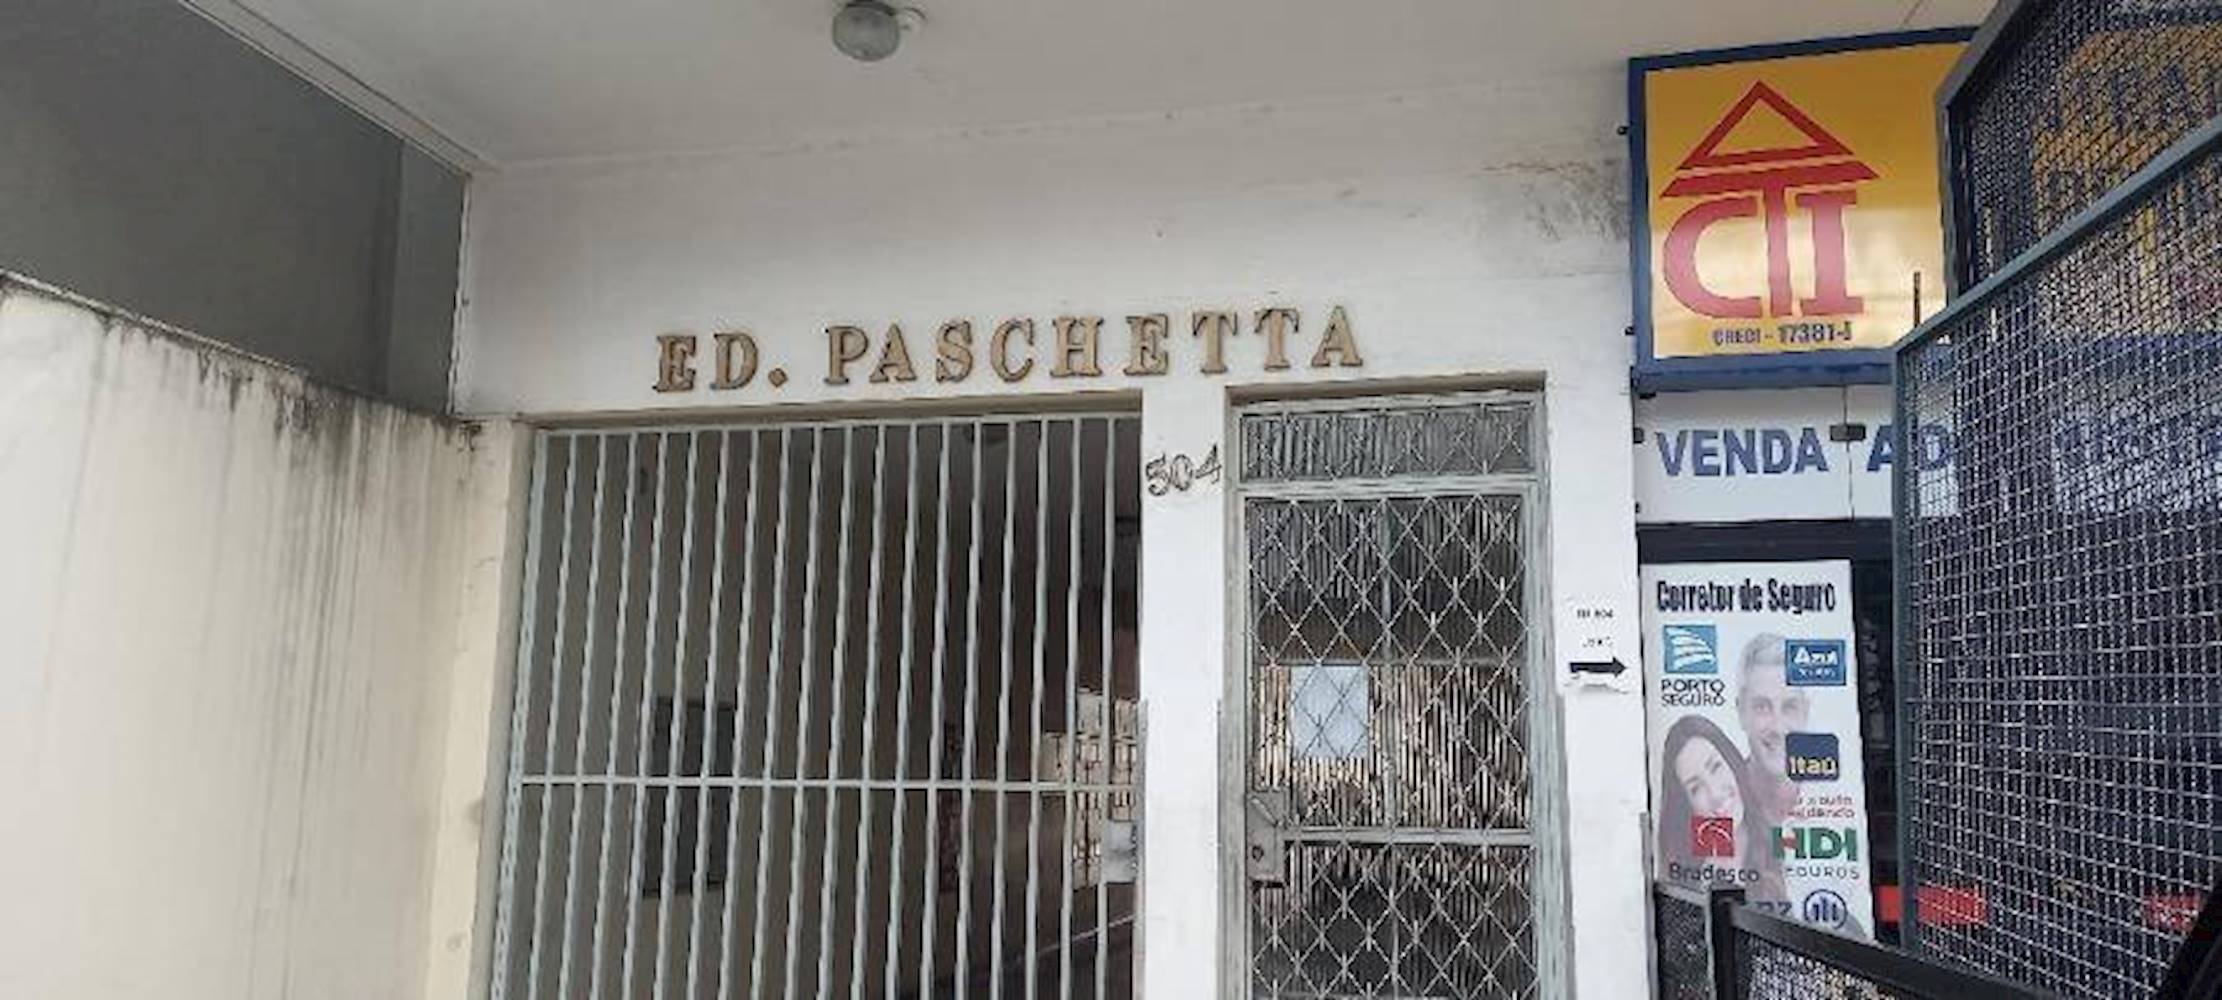 ED. PASCHETTA
504
CTI
CRECI - 17381-J
VENDA
Corretor de Seguro
PORTO
SEGURO
Azul
Itaú
HDI
SEGUROS
Bradesco